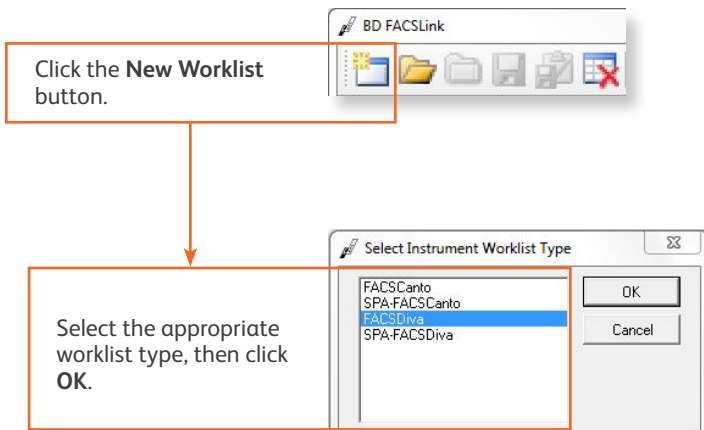 BD FACSLink
Click the New Worklist
button.
Select Instrument Worklist Type
FACSCanto
SPA-FACSCanto
FACSDiva
SPA-FACSDiva
OK
Cancel
Select the appropriate
worklist type, then click
OK.